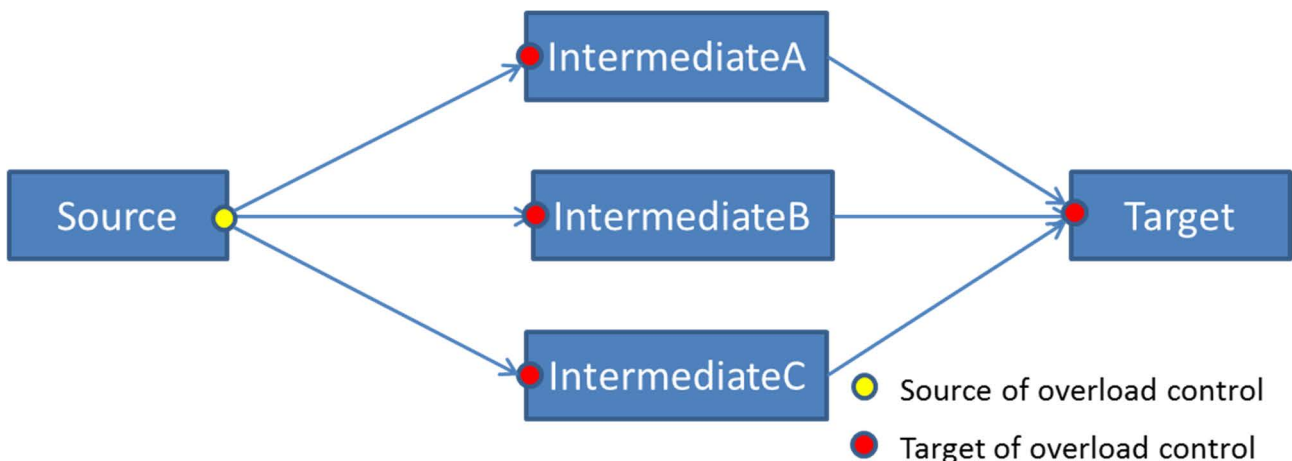 IntermediateA
Source
IntermediateB
Target
IntermediateC
Source of overload control
Target of overload control